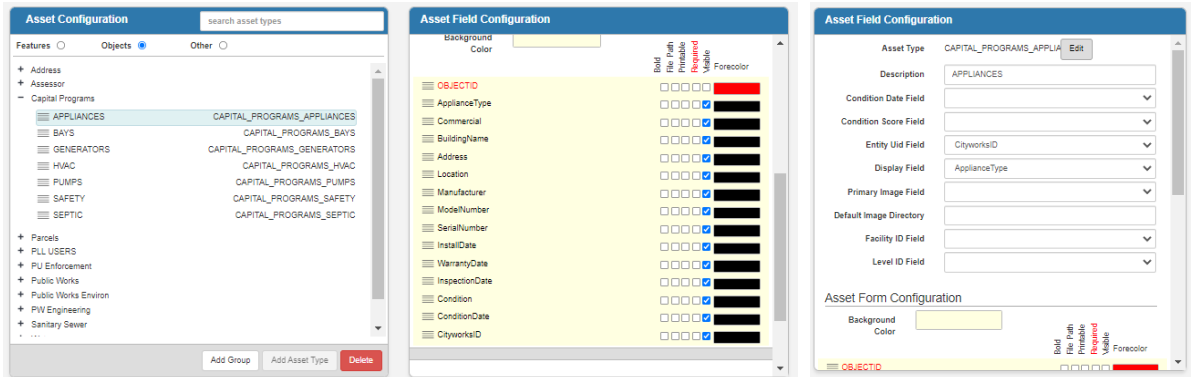 Asset Configuration
search asset types
Features Objects Other
+ Address
+ Assessor
− Capital Programs
APPLIANCES CAPITAL_PROGRAMS_APPLIANCES
BAYS CAPITAL_PROGRAMS_BAYS
GENERATORS CAPITAL_PROGRAMS_GENERATORS
HVAC CAPITAL_PROGRAMS_HVAC
PUMPS CAPITAL_PROGRAMS_PUMPS
SAFETY CAPITAL_PROGRAMS_SAFETY
SEPTIC CAPITAL_PROGRAMS_SEPTIC
+ Parcels
+ PLL USERS
+ PU Enforcement
+ Public Works
+ Public Works Environ
+ PW Engineering
+ Sanitary Sewer
Add Group Add Asset Type Delete
Asset Field Configuration
Background
Color
Bold
File Path
Printable
Required
Visible
Forecolor
OBJECTID
ApplianceType
Commercial
BuildingName
Address
Location
Manufacturer
ModelNumber
SerialNumber
InstallDate
WarrantyDate
InspectionDate
Condition
ConditionDate
CityworksID
Asset Field Configuration
Asset Type CAPITAL_PROGRAMS_APPLIA Edit
Description APPLIANCES
Condition Date Field
Condition Score Field
Entity Uid Field CityworksID
Display Field ApplianceType
Primary Image Field
Default Image Directory
Facility ID Field
Level ID Field
Asset Form Configuration
Background
Color
Bold
File Path
Printable
Required
Visible
Forecolor
OBJECTID